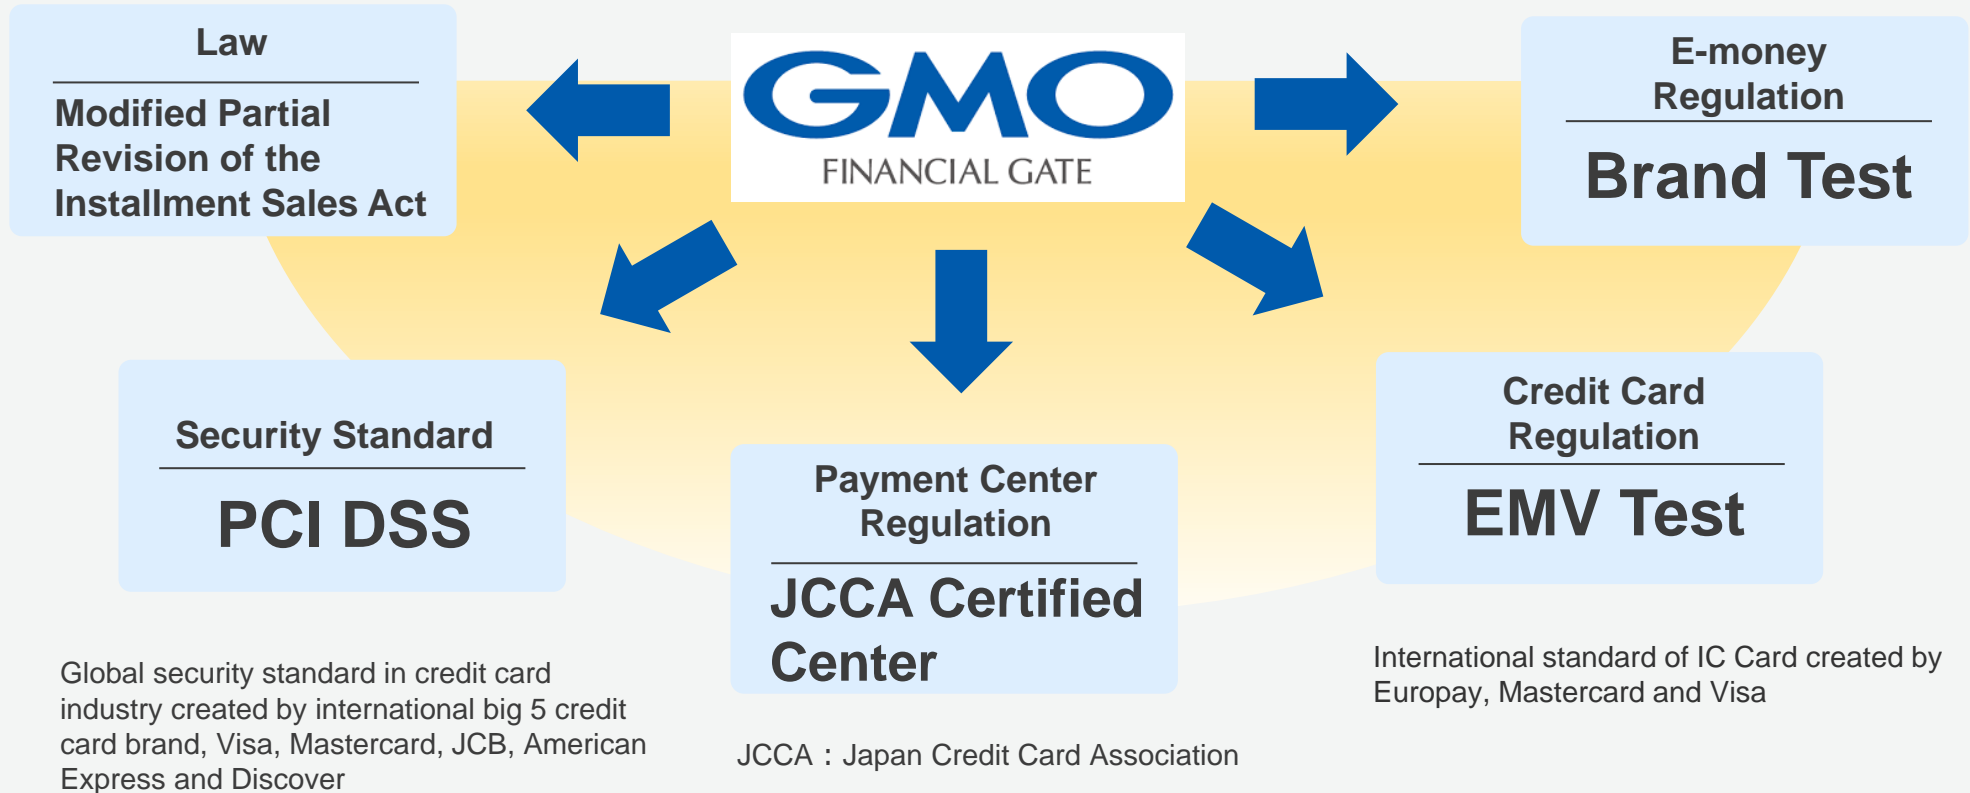 Law
Modified Partial
Revision of the
Installment Sales Act
GMO
FINANCIAL GATE
E-money
Regulation
Brand Test
Security Standard
PCI DSS
Global security standard in credit card
industry created by international big 5 credit
card brand, Visa, Mastercard, JCB, American
Express and Discover
Payment Center
Regulation
JCCA Certified
Center
JCCA：Japan Credit Card Association
Credit Card
Regulation
EMV Test
International standard of IC Card created by
Europay, Mastercard and Visa